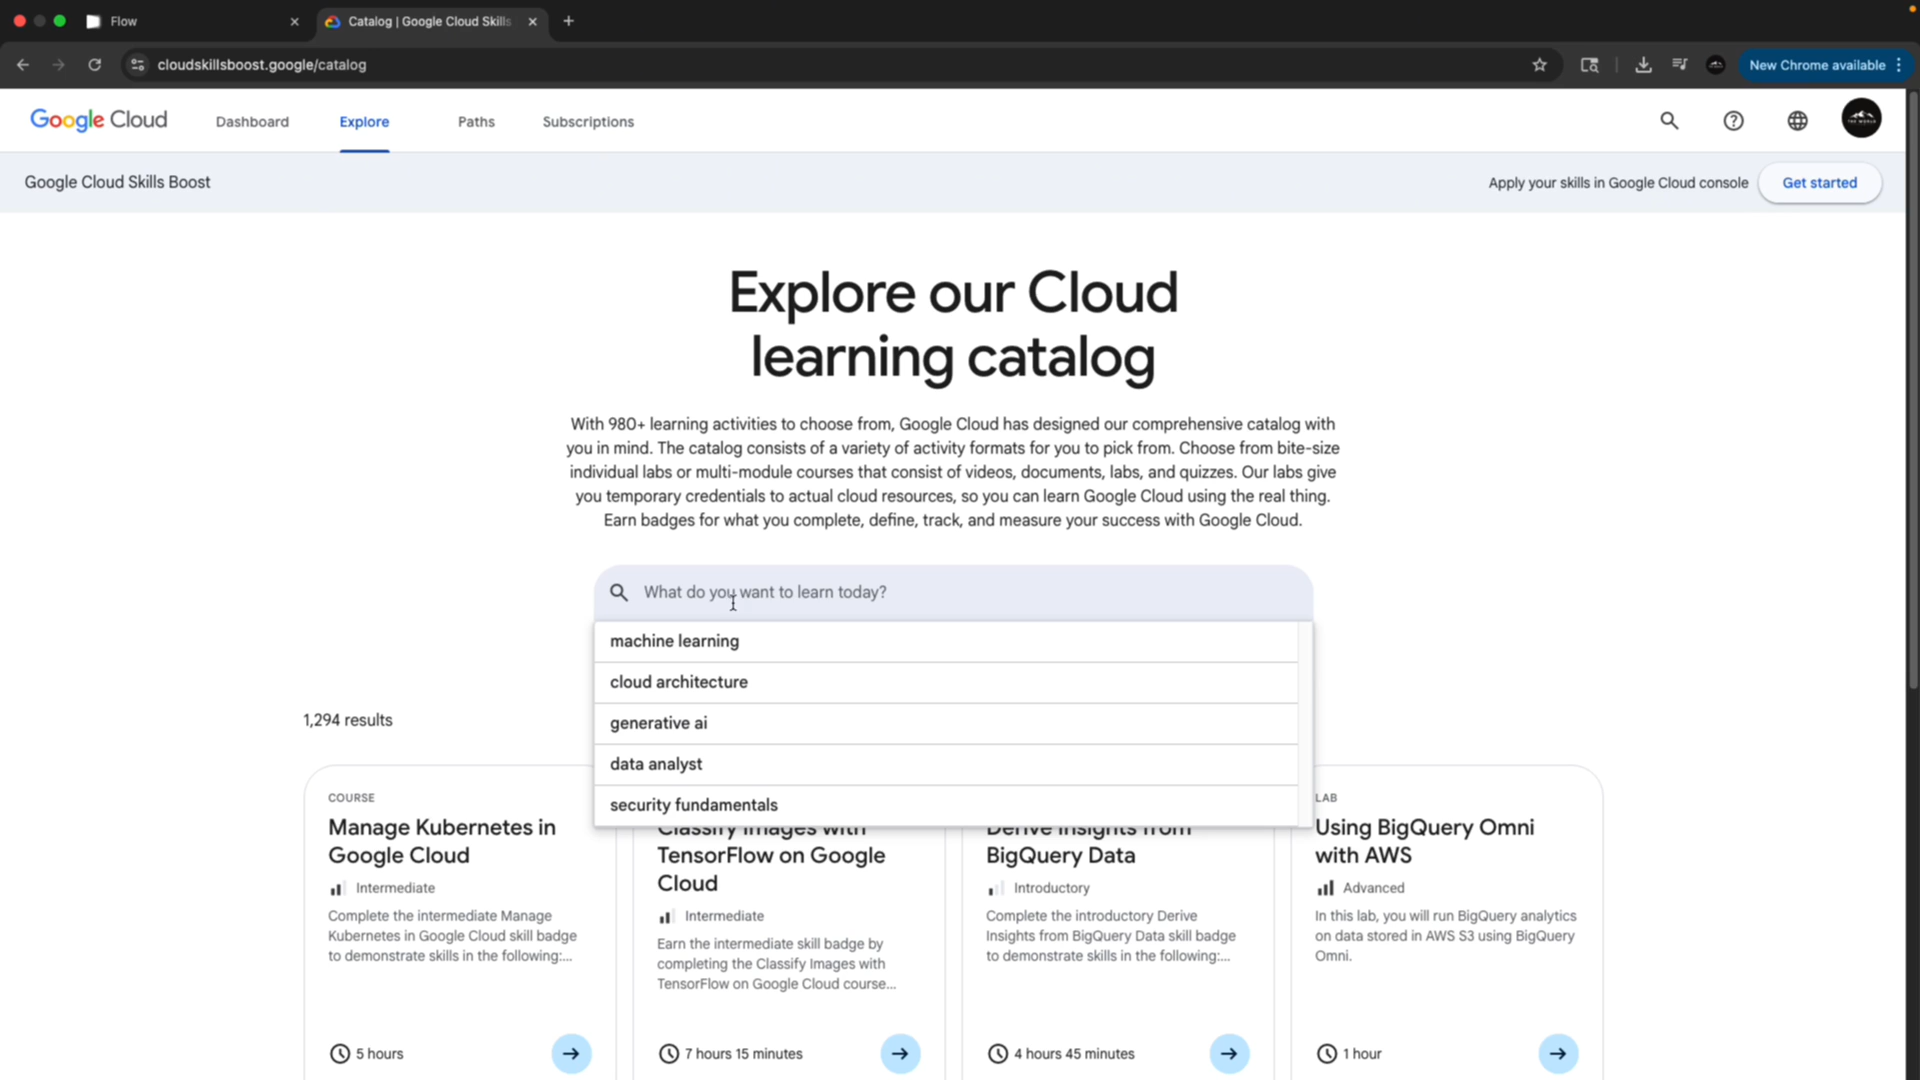 Flow
Catalog | Google Cloud Skills
cloudskillsboost.google/catalog
New Chrome available
Google Cloud
Dashboard
Explore
Paths
Subscriptions
THE WORLD
Google Cloud Skills Boost
Apply your skills in Google Cloud console
Get started
Explore our Cloud
learning catalog
With 980+ learning activities to choose from, Google Cloud has designed our comprehensive catalog with
you in mind. The catalog consists of a variety of activity formats for you to pick from. Choose from bite-size
individual labs or multi-module courses that consist of videos, documents, labs, and quizzes. Our labs give
you temporary credentials to actual cloud resources, so you can learn Google Cloud using the real thing.
Earn badges for what you complete, define, track, and measure your success with Google Cloud.
What do you want to learn today?
machine learning
cloud architecture
generative ai
data analyst
security fundamentals
1,294 results
COURSE
Manage Kubernetes in
Google Cloud
Intermediate
Complete the intermediate Manage
Kubernetes in Google Cloud skill badge
to demonstrate skills in the following:...
5 hours
Classify Images with
TensorFlow on Google
Cloud
Intermediate
Earn the intermediate skill badge by
completing the Classify Images with
TensorFlow on Google Cloud course...
7 hours 15 minutes
Derive Insights from
BigQuery Data
Introductory
Complete the introductory Derive
Insights from BigQuery Data skill badge
to demonstrate skills in the following:...
4 hours 45 minutes
LAB
Using BigQuery Omni
with AWS
Advanced
In this lab, you will run BigQuery analytics
on data stored in AWS S3 using BigQuery
Omni.
1 hour